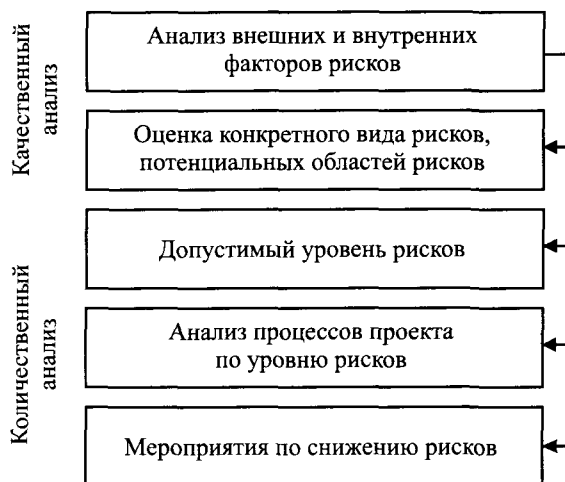 Качественный
анализ
Анализ внешних и внутренних
факторов рисков
Оценка конкретного вида рисков,
потенциальных областей рисков
Количественный
анализ
Допустимый уровень рисков
Анализ процессов проекта
по уровню рисков
Мероприятия по снижению рисков